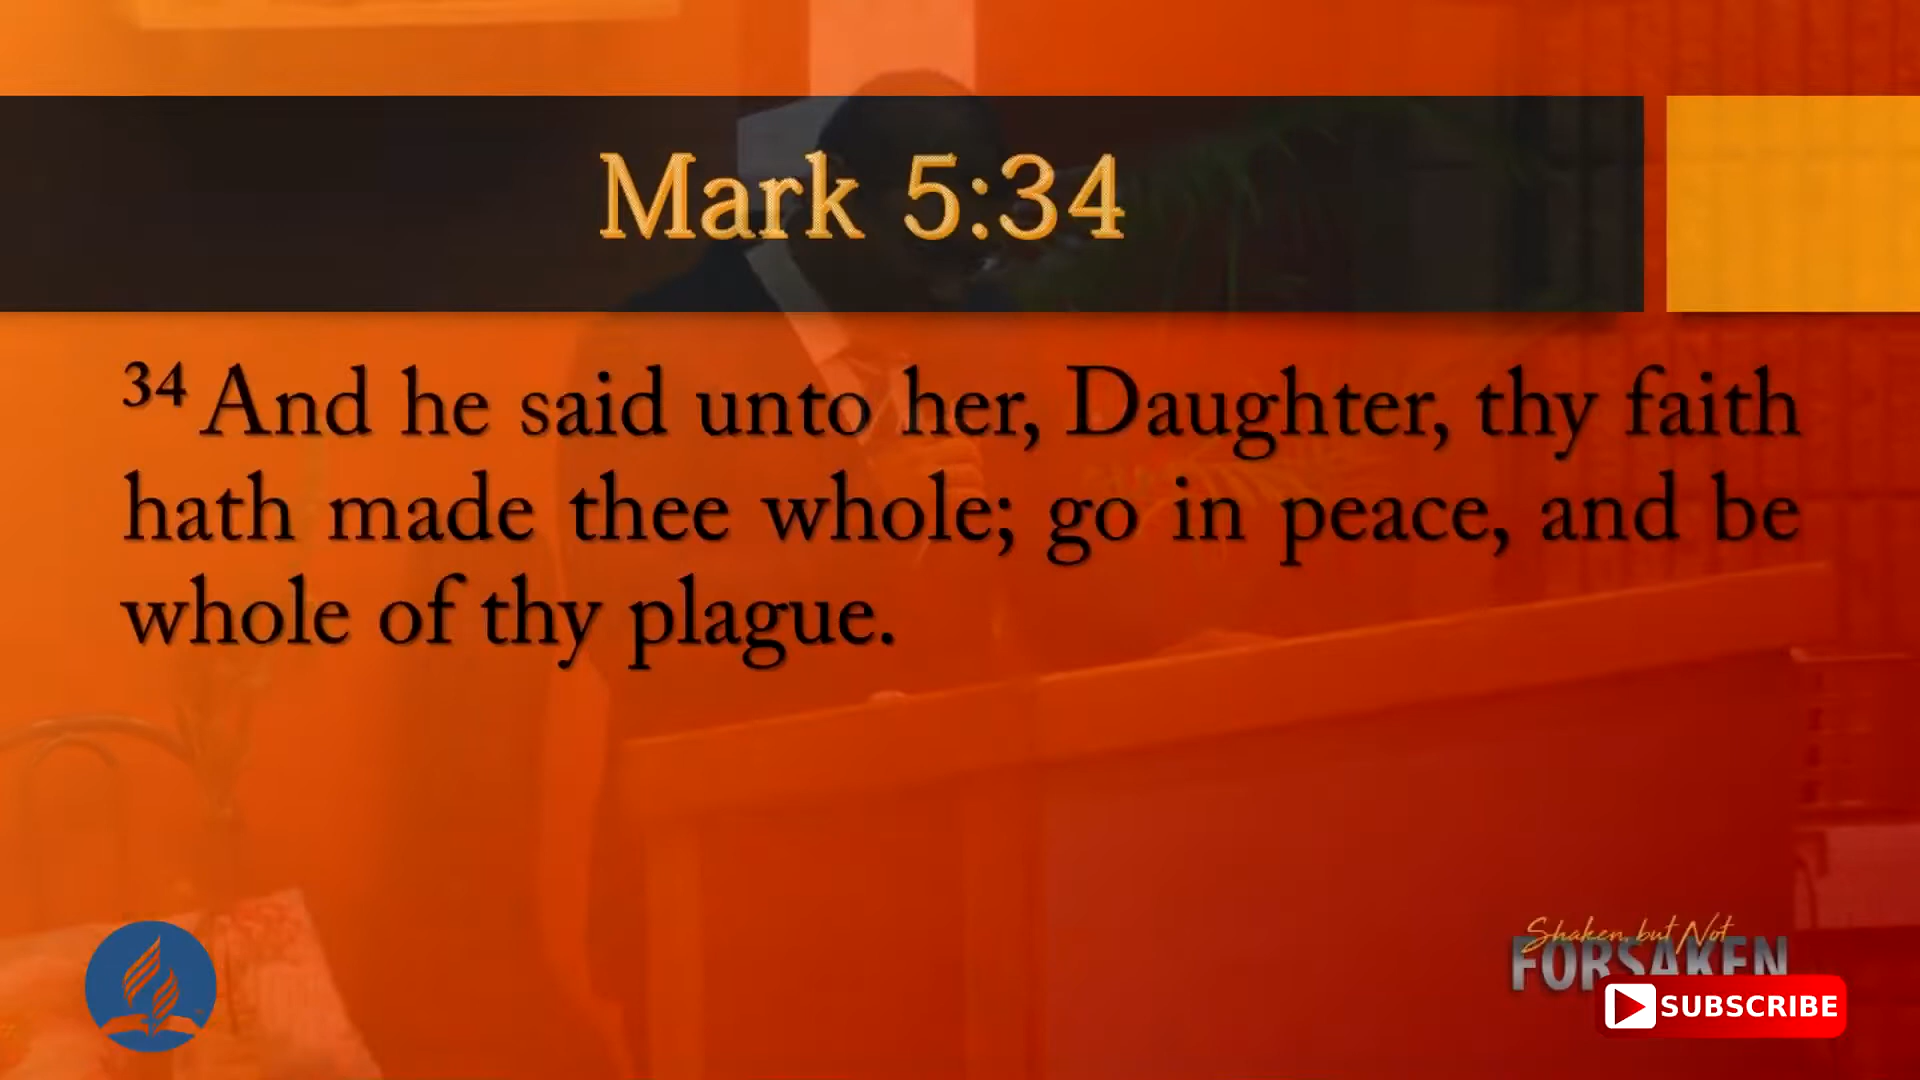 Mark 5:34
34 And he said unto her, Daughter, thy faith
hath made thee whole; go in peace, and be
whole of thy plague.
Shaken, but Not
FORSAKEN
SUBSCRIBE